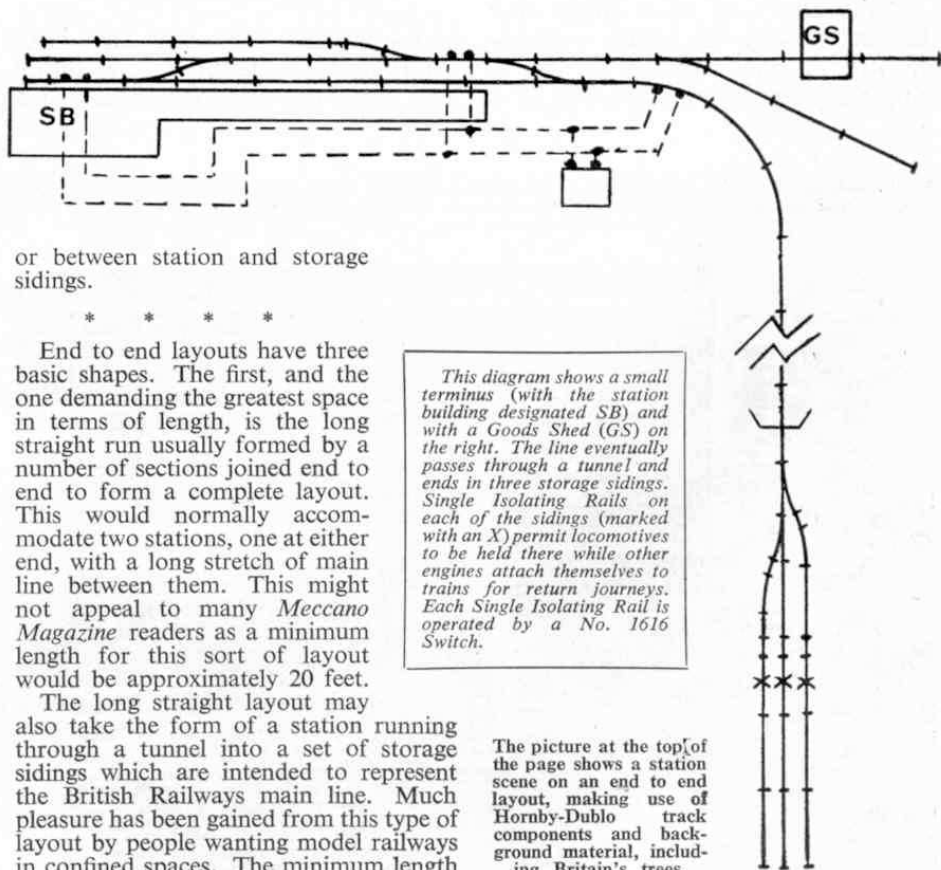 GS
SB
or between station and storage
sidings.
* * * *
End to end layouts have three
basic shapes. The first, and the
one demanding the greatest space
in terms of length, is the long
straight run usually formed by a
number of sections joined end to
end to form a complete layout.
This would normally accom-
modate two stations, one at either
end, with a long stretch of main
line between them. This might
not appeal to many Meccano
Magazine readers as a minimum
length for this sort of layout
would be approximately 20 feet.
The long straight layout may
also take the form of a station running
through a tunnel into a set of storage
sidings which are intended to represent
the British Railways main line. Much
pleasure has been gained from this type of
layout by people wanting model railways
in confined spaces. The minimum length
This diagram shows a small
terminus (with the station
building designated SB) and
with a Goods Shed (GS) on
the right. The line eventually
passes through a tunnel and
ends in three storage sidings.
Single Isolating Rails on
each of the sidings (marked
with an X) permit locomotives
to be held there while other
engines attach themselves to
trains for return journeys.
Each Single Isolating Rail is
operated by a No. 1616
Switch.
The picture at the top of
the page shows a station
scene on an end to end
layout, making use of
Hornby-Dublo track
components and back-
ground material, includ-
ing Britain's trees